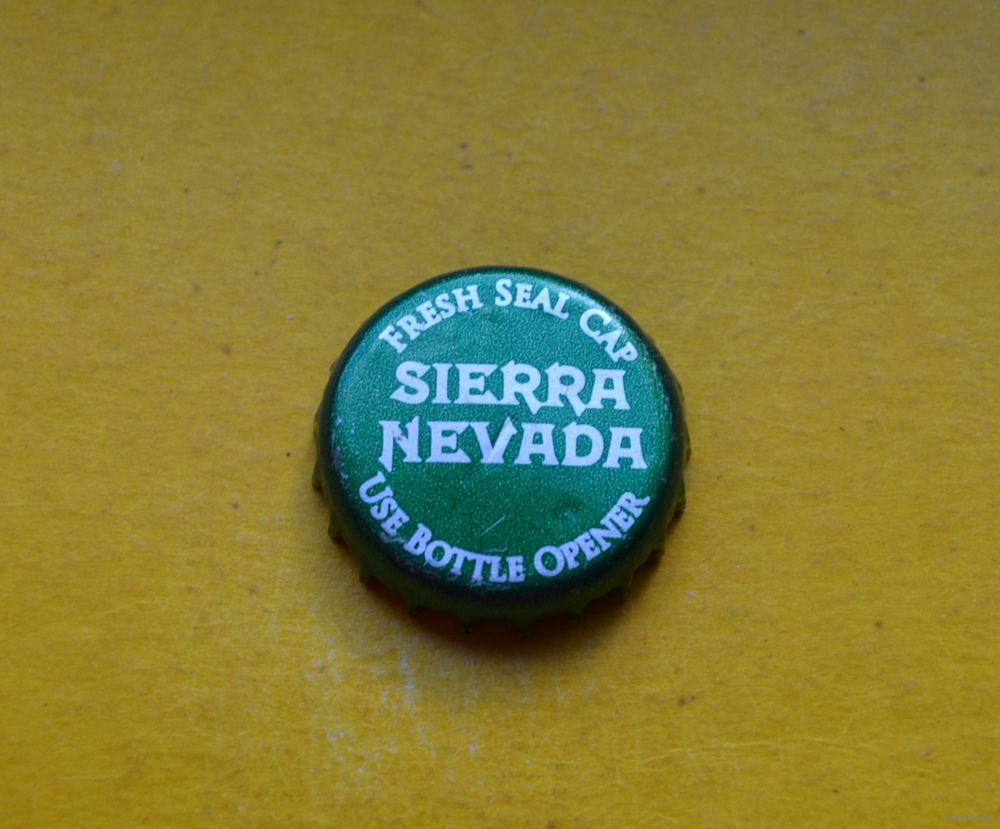 FRESH SEAL CAP
SIERRA
NEVADA
USE BOTTLE OPENER